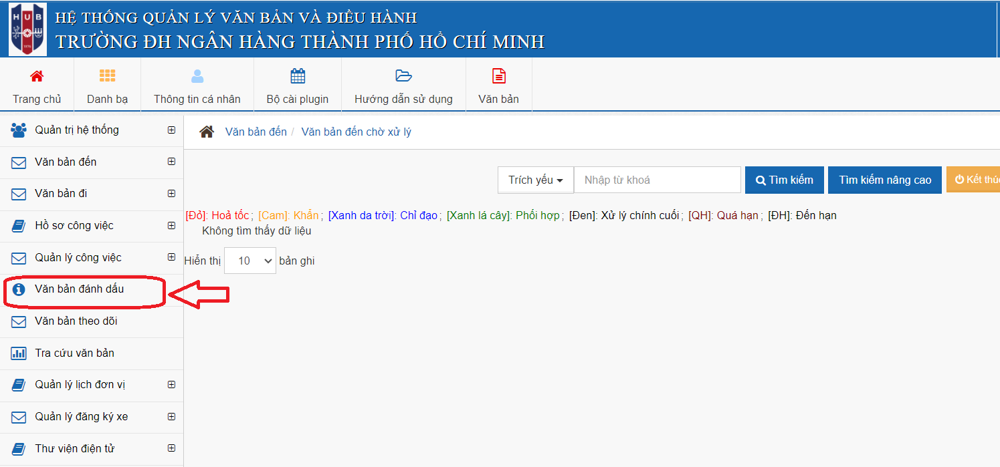 HUB
1976
HỆ THỐNG QUẢN LÝ VĂN BẢN VÀ ĐIỀU HÀNH
TRƯỜNG ĐH NGÂN HÀNG THÀNH PHỐ HỒ CHÍ MINH
Trang chủ
Danh bạ
Thông tin cá nhân
Bộ cài plugin
Hướng dẫn sử dụng
Văn bản
Quản trị hệ thống
Văn bản đến
Văn bản đi
Hồ sơ công việc
Quản lý công việc
Văn bản đánh dấu
Văn bản theo dõi
Tra cứu văn bản
Quản lý lịch đơn vị
Quản lý đăng ký xe
Thư viện điện tử
Văn bản đến / Văn bản đến chờ xử lý
Trích yếu Nhập từ khoá Tìm kiếm Tìm kiếm nâng cao Kết thú
[Đỏ]: Hoả tốc; [Cam]: Khẩn; [Xanh da trời]: Chỉ đạo; [Xanh lá cây]: Phối hợp; [Đen]: Xử lý chính cuối; [QH]: Quá hạn; [ĐH]: Đến hạn
Không tìm thấy dữ liệu
Hiển thị 10 bản ghi